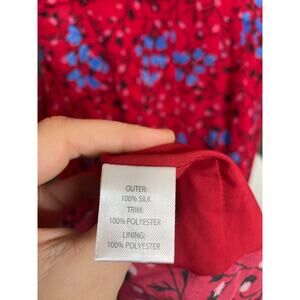 OUTER:
100% SILK
TRIM:
100% POLYESTER
LINING:
100% POLYESTER